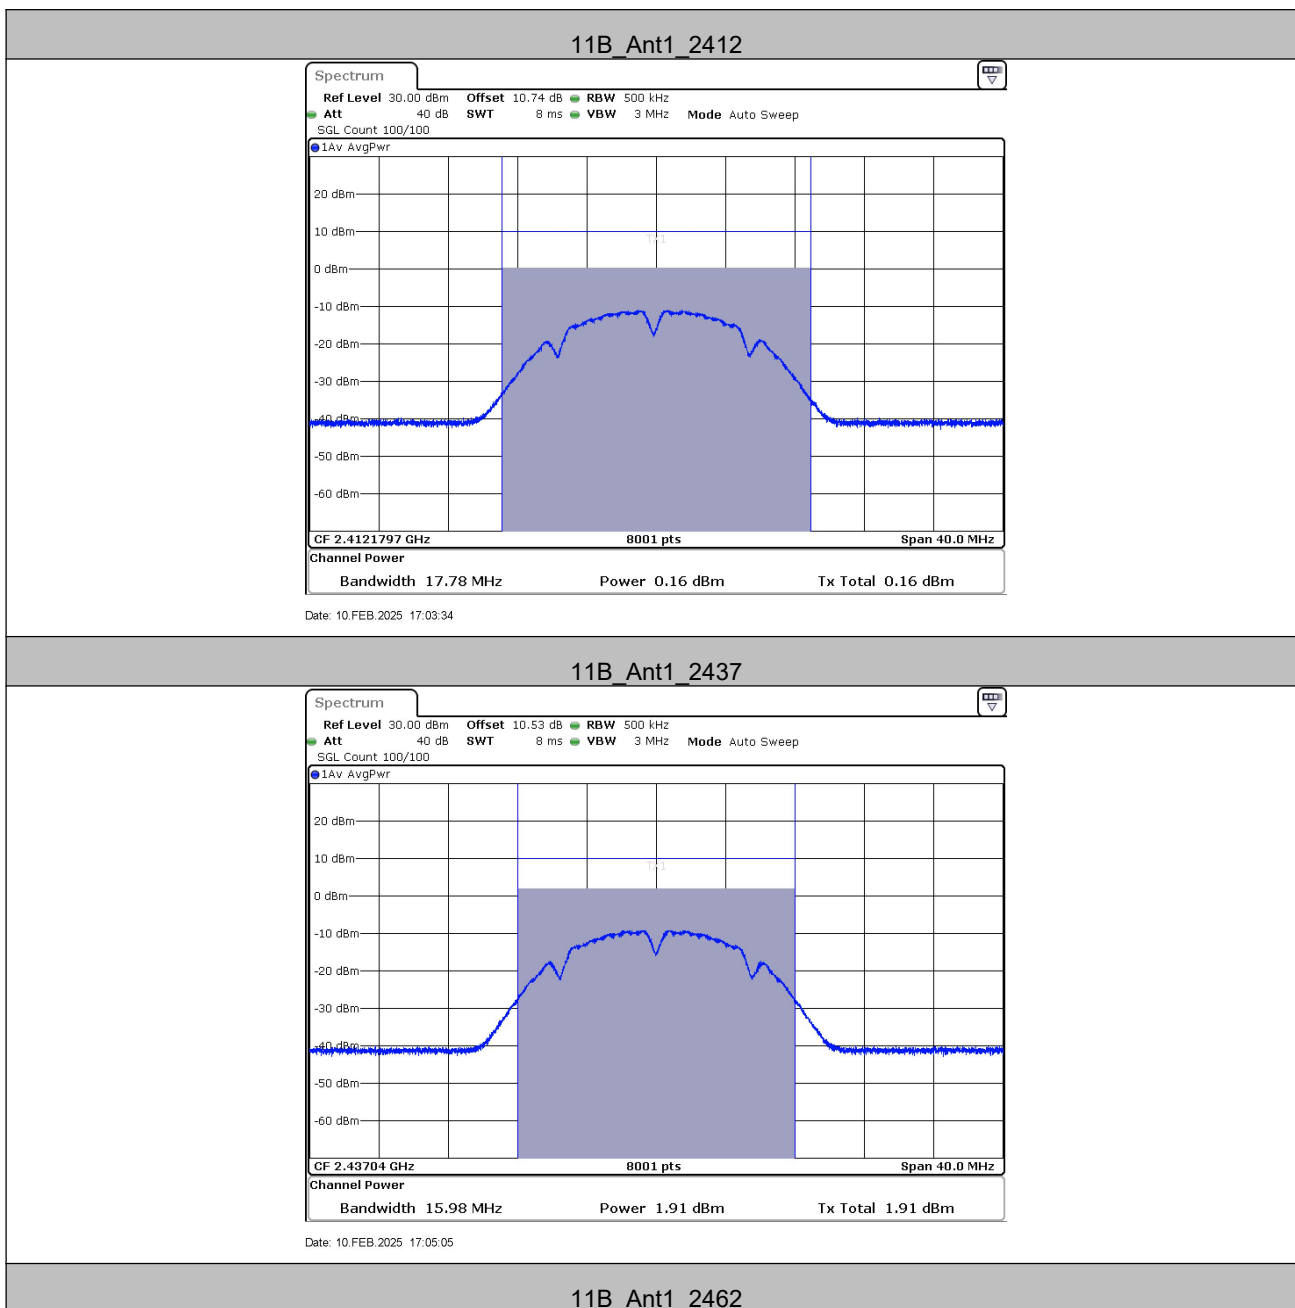 11B_Ant1_2412
Spectrum
Ref Level 30.00 dBm Offset 10.74 dB RBW 500 kHz
Att 40 dB SWT 8 ms VBW 3 MHz Mode Auto Sweep
SGL Count 100/100
1Av AvgPwr
20 dBm
10 dBm
0 dBm
-10 dBm
-20 dBm
-30 dBm
-40 dBm
-50 dBm
-60 dBm
CF 2.4121797 GHz 8001 pts Span 40.0 MHz
Channel Power
Bandwidth 17.78 MHz Power 0.16 dBm Tx Total 0.16 dBm
Date: 10.FEB.2025 17:03:34
11B_Ant1_2437
Spectrum
Ref Level 30.00 dBm Offset 10.53 dB RBW 500 kHz
Att 40 dB SWT 8 ms VBW 3 MHz Mode Auto Sweep
SGL Count 100/100
1Av AvgPwr
20 dBm
10 dBm
0 dBm
-10 dBm
-20 dBm
-30 dBm
-40 dBm
-50 dBm
-60 dBm
CF 2.43704 GHz 8001 pts Span 40.0 MHz
Channel Power
Bandwidth 15.98 MHz Power 1.91 dBm Tx Total 1.91 dBm
Date: 10.FEB.2025 17:05:05
11B_Ant1_2462